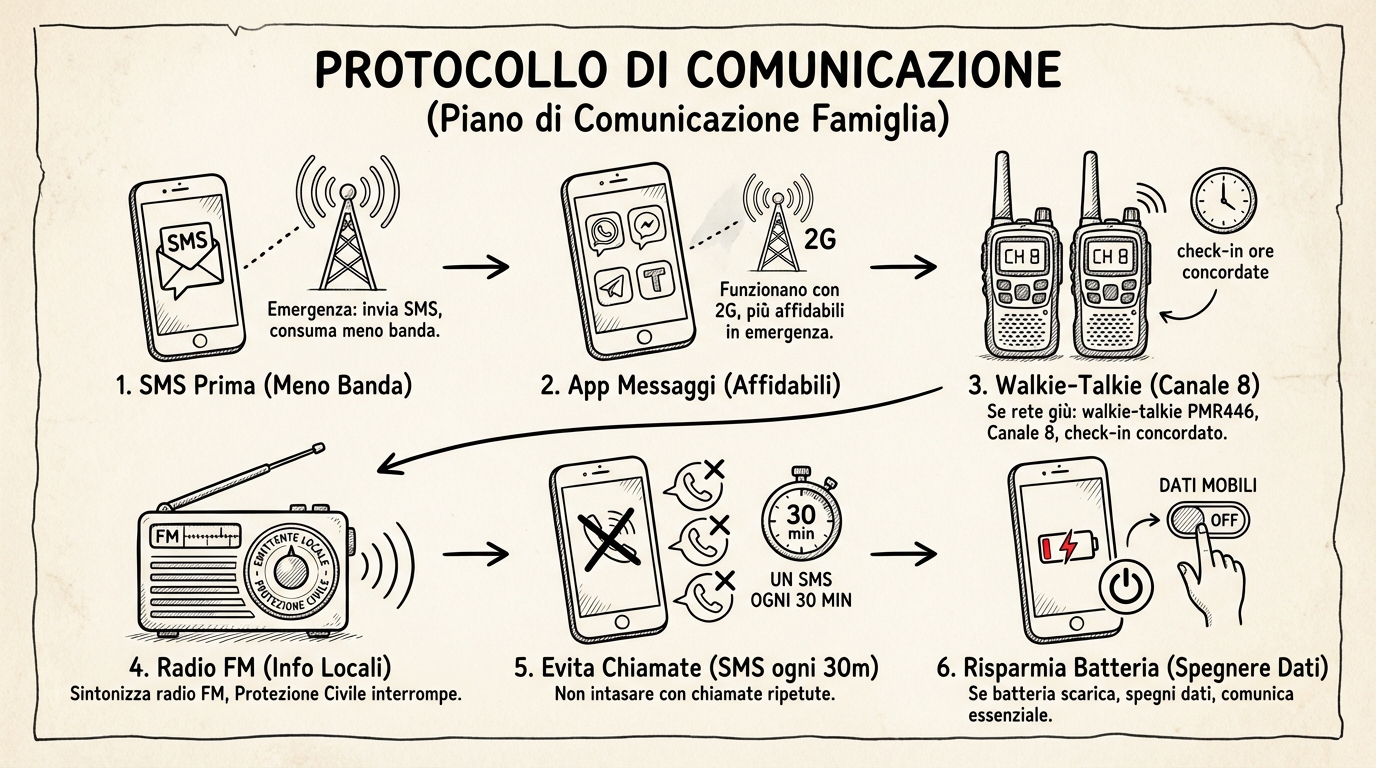 PROTOCOLLO DI COMUNICAZIONE
(Piano di Comunicazione Famiglia)
SMS
Emergenza: invia SMS,
consuma meno banda.
1. SMS Prima (Meno Banda)
2G
Funzionano con
2G, più affidabili
in emergenza.
2. App Messaggi (Affidabili)
CH 8
CH 8
check-in ore
concordate
3. Walkie-Talkie (Canale 8)
Se rete giù: walkie-talkie PMR446,
Canale 8, check-in concordato.
FM
EMITTENTE LOCALE -
PROTEZIONE CIVILE
4. Radio FM (Info Locali)
Sintonizza radio FM, Protezione Civile interrompe.
30
min
UN SMS
OGNI 30 MIN
5. Evita Chiamate (SMS ogni 30m)
Non intasare con chiamate ripetute.
DATI MOBILI
OFF
6. Risparmia Batteria (Spegnere Dati)
Se batteria scarica, spegni dati, comunica
essenziale.